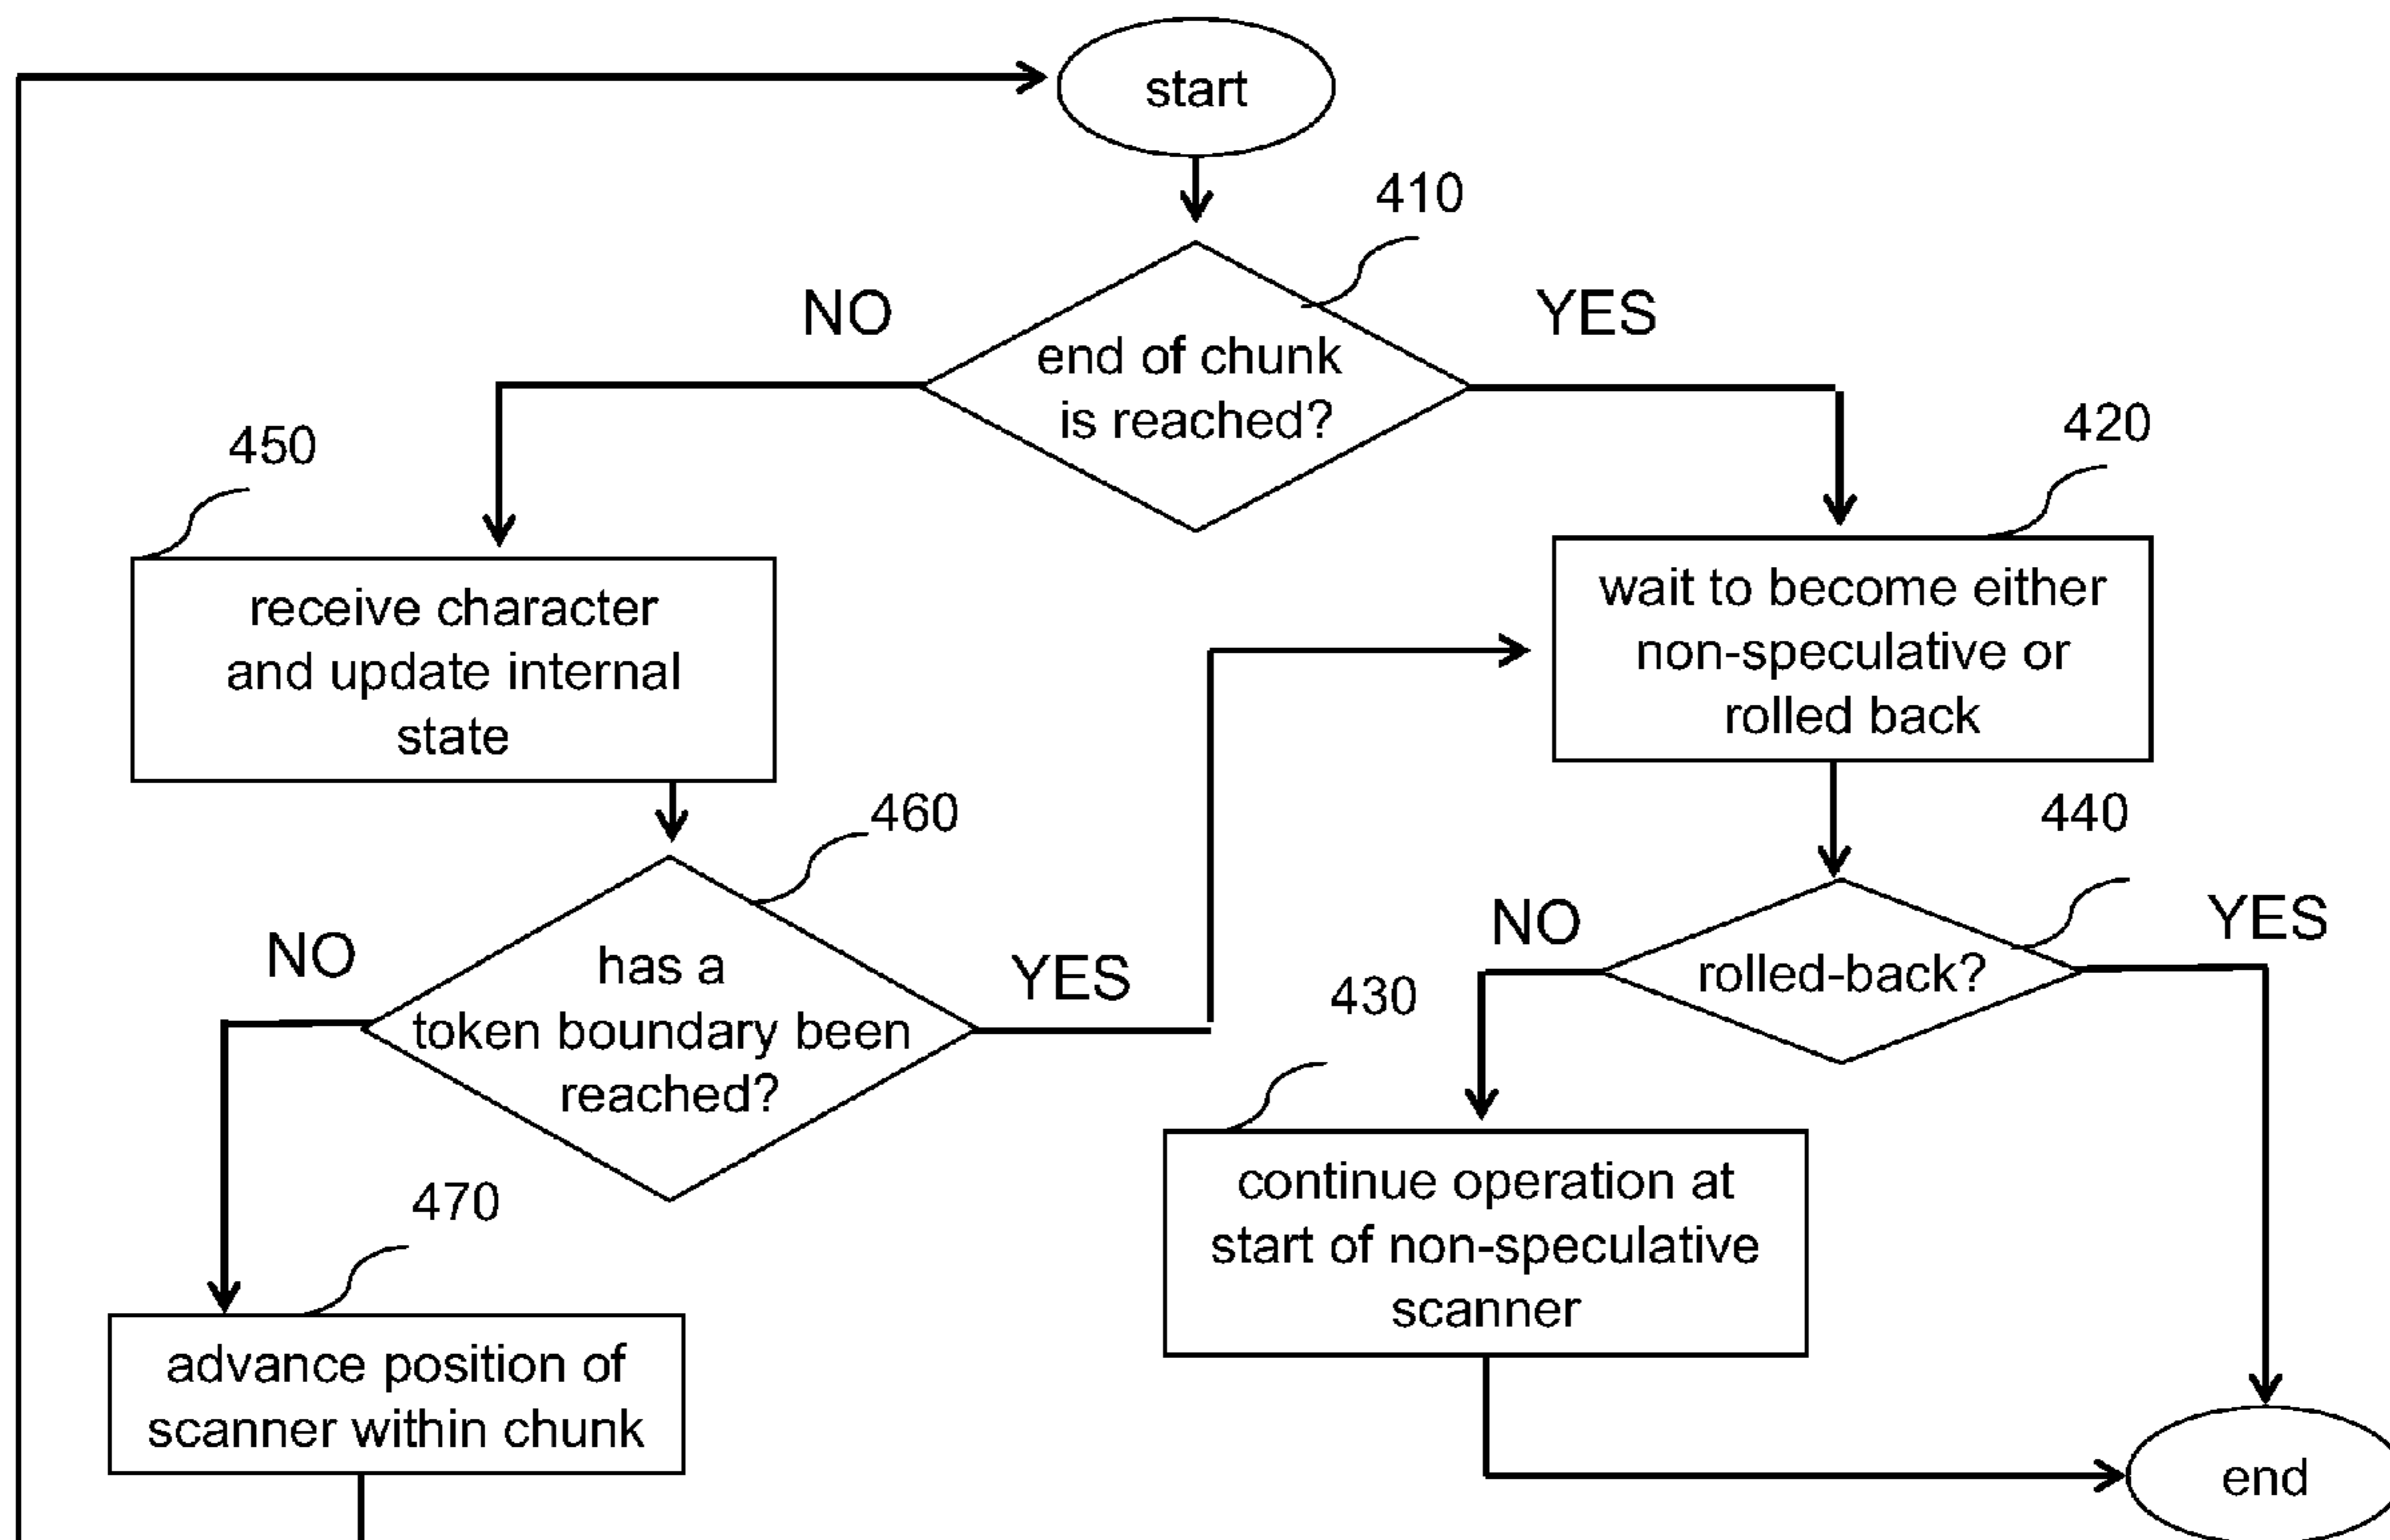 start
410
NO
YES
end of chunk
is reached?
450
420
receive character
and update internal
state
wait to become either
non-speculative or
rolled back
460
440
NO
has a
token boundary been
reached?
YES
NO
rolled-back?
YES
430
470
continue operation at
start of non-speculative
scanner
advance position of
scanner within chunk
end